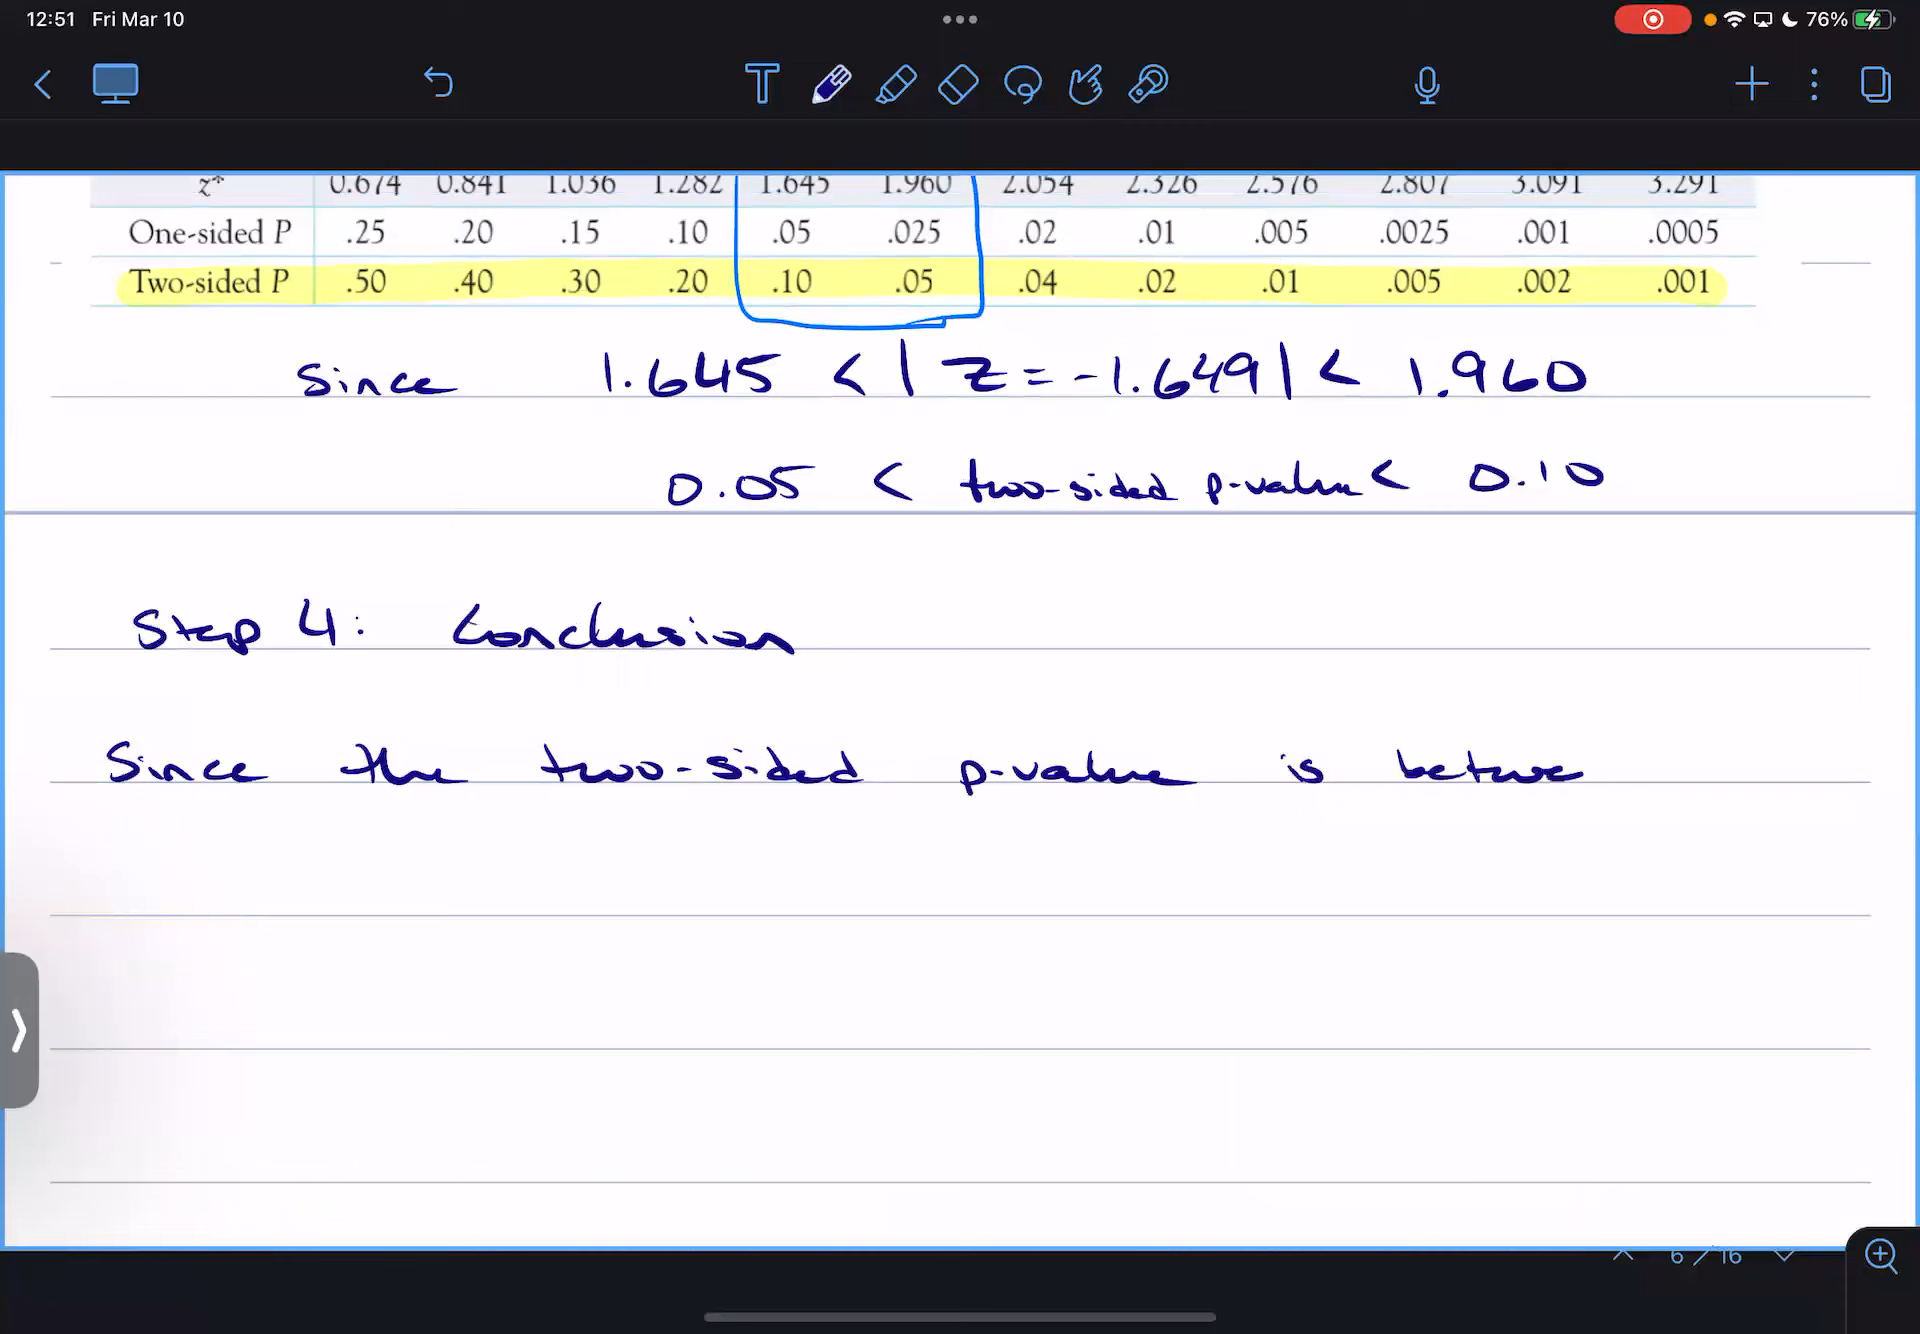 12:51 Fri Mar 10 76%
z* 0.674 0.841 1.036 1.282 1.645 1.960 2.054 2.326 2.576 2.807 3.091 3.291
One-sided P .25 .20 .15 .10 .05 .025 .02 .01 .005 .0025 .001 .0005
Two-sided P .50 .40 .30 .20 .10 .05 .04 .02 .01 .005 .002 .001
Since 1.645 < | z = -1.649 | < 1.960
0.05 < two-sided p-value < 0.10
Step 4: Conclusion
Since the two-sided p-value is betwe
6 / 16